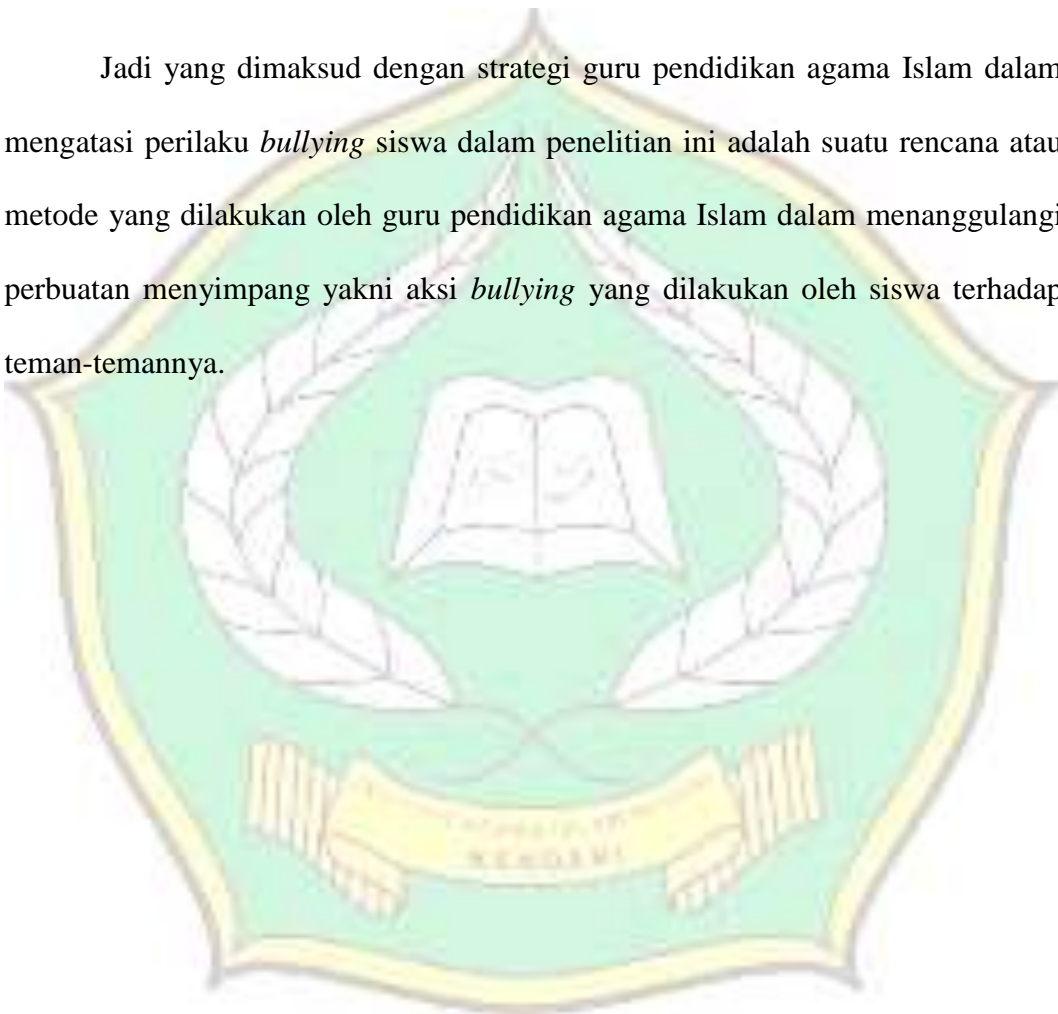 Jadi yang dimaksud dengan strategi guru pendidikan agama Islam dalam
mengatasi perilaku bullying siswa dalam penelitian ini adalah suatu rencana atau
metode yang dilakukan oleh guru pendidikan agama Islam dalam menanggulangi
perbuatan menyimpang yakni aksi bullying yang dilakukan oleh siswa terhadap
teman-temannya.
KENDARI